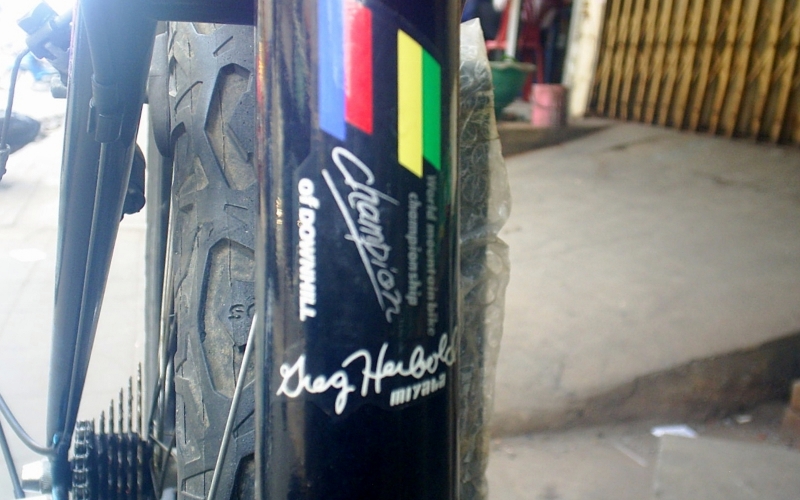 Champion
of DOWNHILL
World mountain bike
championship
Greg Herbold
miyata